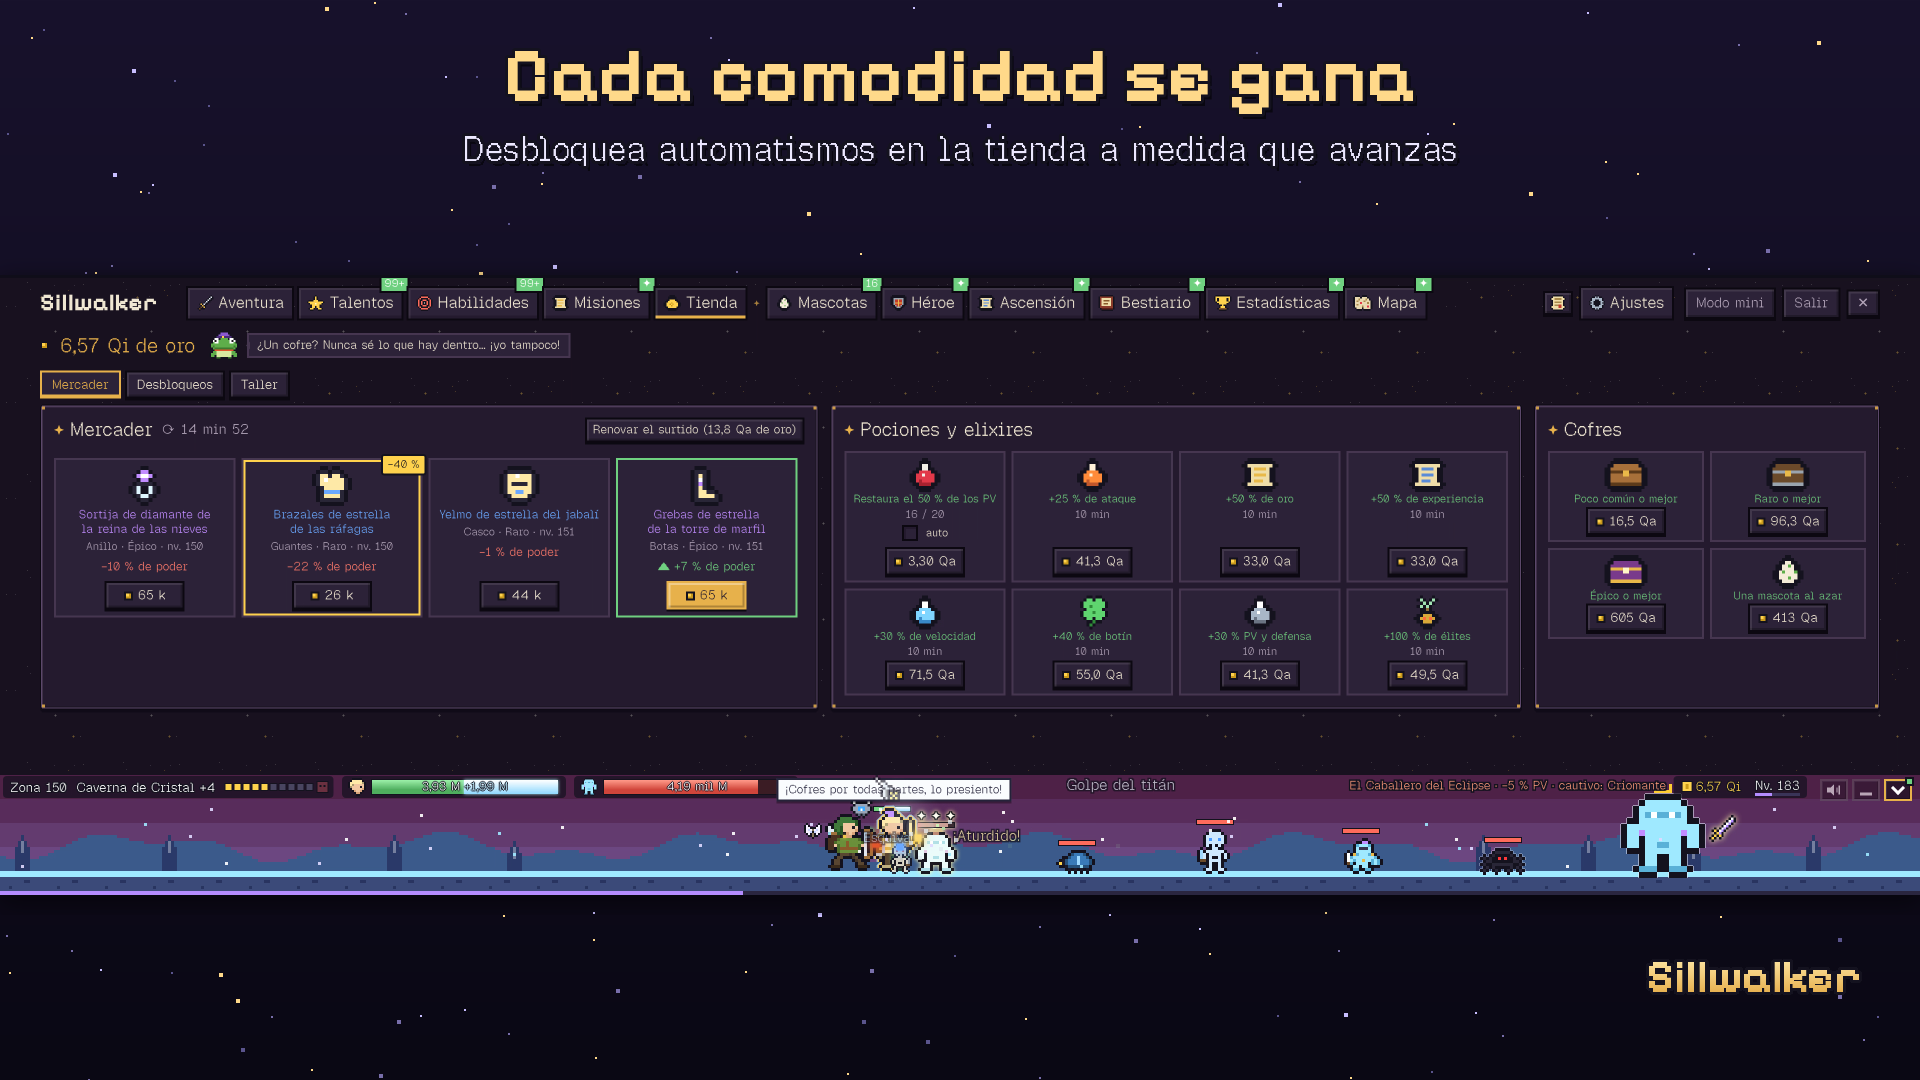 Cada comodidad se gana
Desbloquea automatismos en la tienda a medida que avanzas
Sillwalker
Aventura
99+
Talentos
99+
Habilidades
Misiones
Tienda
16
Mascotas
Héroe
Ascensión
Bestiario
Estadísticas
Mapa
Ajustes
Modo mini
Salir
6,57 Qi de oro
¿Un cofre? Nunca sé lo que hay dentro... ¡yo tampoco!
Mercader
Desbloqueos
Taller
Mercader
14 min 52
Renovar el surtido (13,8 Qa de oro)
Sortija de diamante de
la reina de las nieves
Anillo · Épico · nv. 150
-10 % de poder
65 k
-40 %
Brazales de estrella
de las ráfagas
Guantes · Raro · nv. 150
-22 % de poder
26 k
Yelmo de estrella del jabalí
Casco · Raro · nv. 151
-1 % de poder
44 k
Grebas de estrella
de la torre de marfil
Botas · Épico · nv. 151
+7 % de poder
65 k
Pociones y elixires
Restaura el 50 % de los PV
16 / 20
auto
3,30 Qa
+25 % de ataque
10 min
41,3 Qa
+50 % de oro
10 min
33,0 Qa
+50 % de experiencia
10 min
33,0 Qa
+30 % de velocidad
10 min
71,5 Qa
+40 % de botín
10 min
55,0 Qa
+30 % PV y defensa
10 min
41,3 Qa
+100 % de élites
10 min
49,5 Qa
Cofres
Poco común o mejor
16,5 Qa
Raro o mejor
96,3 Qa
Épico o mejor
605 Qa
Una mascota al azar
413 Qa
Zona 150 Caverna de Cristal +4
3,98 M +1,99 M
4,19 mil M
¡Cofres por todas partes, lo presiento!
Golpe del titán
El Caballero del Eclipse · -5 % PV · cautivo: Criomante
6,57 Qi
Nv. 183
¡Aturdido!
Sillwalker